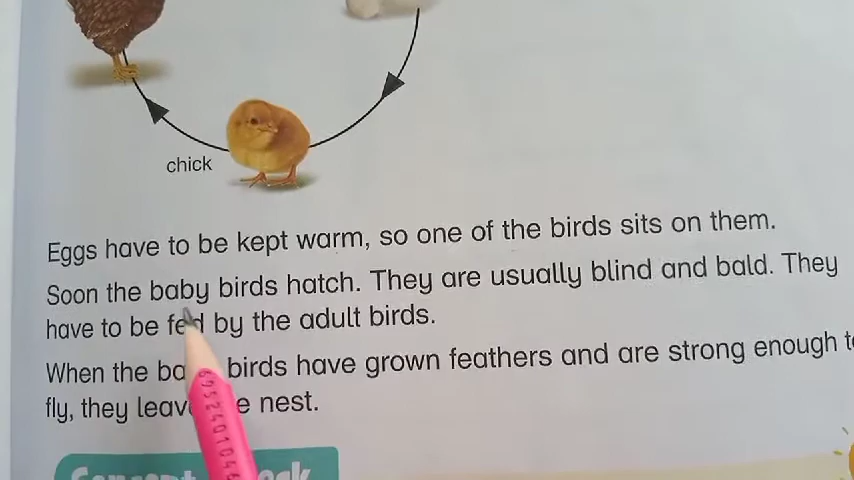 chick
Eggs have to be kept warm, so one of the birds sits on them.
Soon the baby birds hatch. They are usually blind and bald. They
have to be fed by the adult birds.
When the birds have grown feathers and are strong enough
fly, they nest.